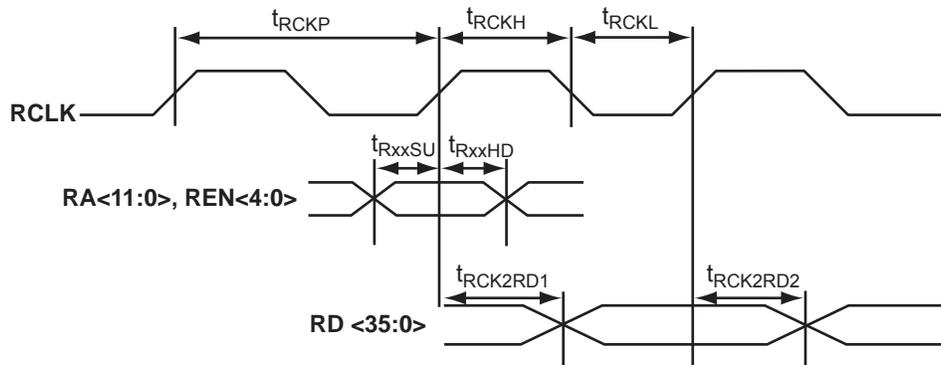 tRCKP tRCKH tRCKL
RCLK
tRxxSU tRxxHD
RA<11:0>, REN<4:0>
tRCK2RD1 tRCK2RD2
RD <35:0>